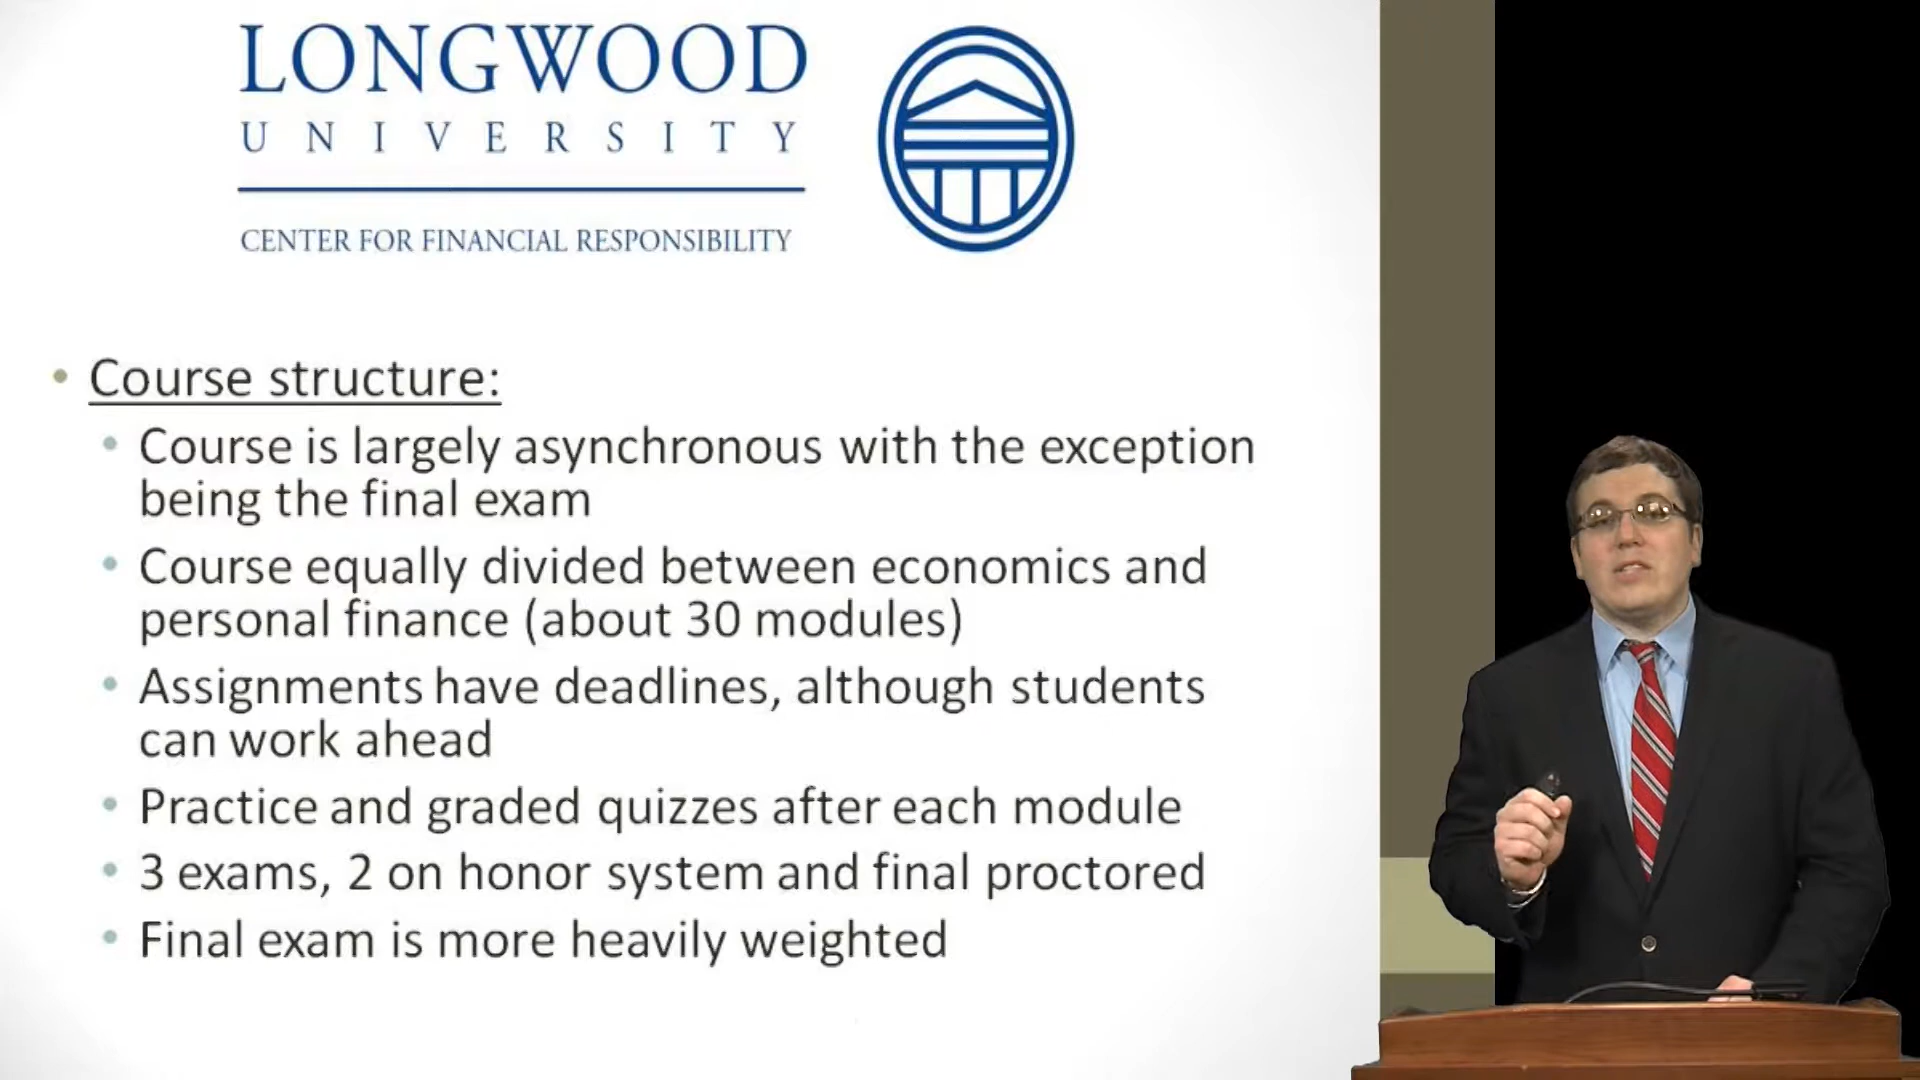 LONGWOOD
UNIVERSITY
CENTER FOR FINANCIAL RESPONSIBILITY
• Course structure:
• Course is largely asynchronous with the exception
being the final exam
• Course equally divided between economics and
personal finance (about 30 modules)
• Assignments have deadlines, although students
can work ahead
• Practice and graded quizzes after each module
• 3 exams, 2 on honor system and final proctored
• Final exam is more heavily weighted